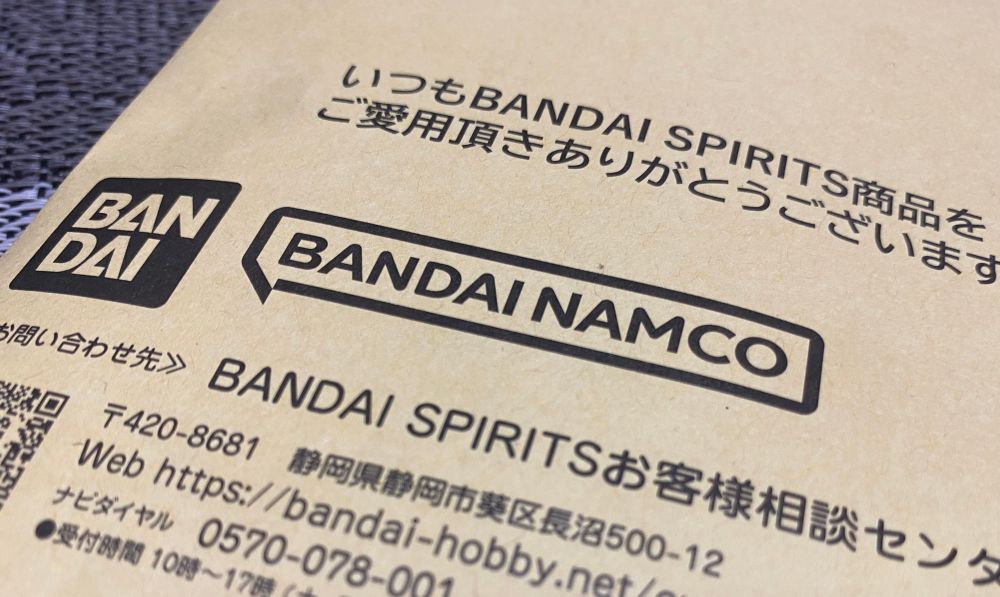 いつもBANDAI SPIRITS商品を
ご愛用頂きありがとうございます
BAN
DAI
BANDAI NAMCO
お問い合わせ先≫
BANDAI SPIRITSお客様相談センタ
〒420-8681 静岡県静岡市葵区長沼500-12
Web https://bandai-hobby.net/
ナビダイヤル 0570-078-001
●受付時間 10時～17時